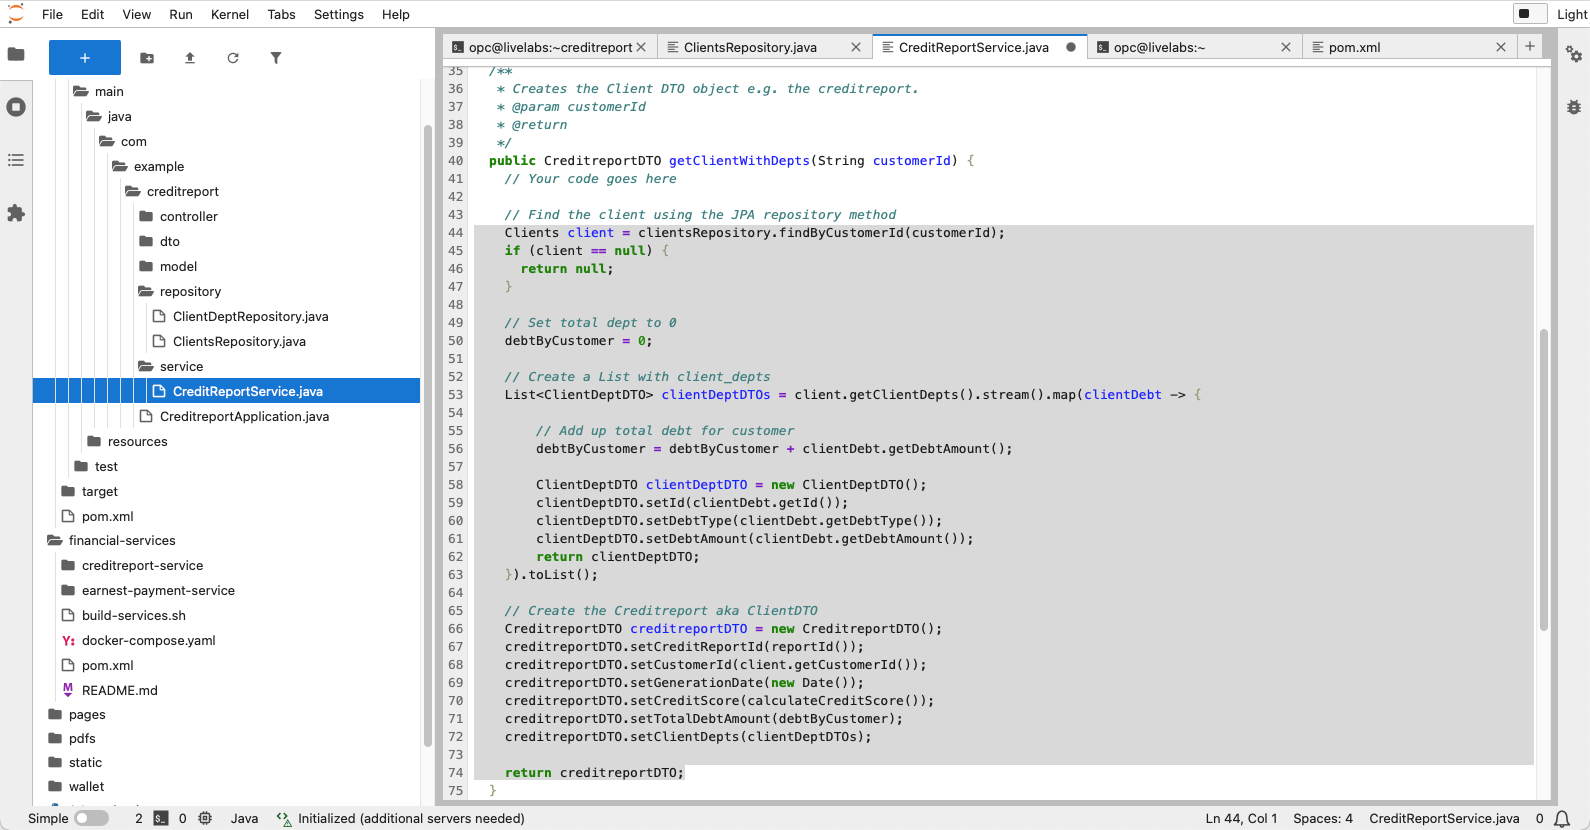 File Edit View Run Kernel Tabs Settings Help
Light
+
opc@livelabs:~creditreport
ClientsRepository.java
CreditReportService.java
opc@livelabs:~
pom.xml
main
java
com
example
creditreport
controller
dto
model
repository
ClientDeptRepository.java
ClientsRepository.java
service
CreditReportService.java
CreditreportApplication.java
resources
test
target
pom.xml
financial-services
creditreport-service
earnest-payment-service
build-services.sh
Y: docker-compose.yaml
pom.xml
M README.md
pages
pdfs
static
wallet
35 /**
36 * Creates the Client DTO object e.g. the creditreport.
37 * @param customerId
38 * @return
39 */
40 public CreditreportDTO getClientWithDepts(String customerId) {
41 // Your code goes here
42
43 // Find the client using the JPA repository method
44 Clients client = clientsRepository.findByCustomerId(customerId);
45 if (client == null) {
46 return null;
47 }
48
49 // Set total dept to 0
50 debtByCustomer = 0;
51
52 // Create a List with client_depts
53 List<ClientDeptDTO> clientDeptDTOs = client.getClientDepts().stream().map(clientDebt -> {
54
55 // Add up total debt for customer
56 debtByCustomer = debtByCustomer + clientDebt.getDebtAmount();
57
58 ClientDeptDTO clientDeptDTO = new ClientDeptDTO();
59 clientDeptDTO.setId(clientDebt.getId());
60 clientDeptDTO.setDebtType(clientDebt.getDebtType());
61 clientDeptDTO.setDebtAmount(clientDebt.getDebtAmount());
62 return clientDeptDTO;
63 }).toList();
64
65 // Create the Creditreport aka ClientDTO
66 CreditreportDTO creditreportDTO = new CreditreportDTO();
67 creditreportDTO.setCreditReportId(reportId());
68 creditreportDTO.setCustomerId(client.getCustomerId());
69 creditreportDTO.setGenerationDate(new Date());
70 creditreportDTO.setCreditScore(calculateCreditScore());
71 creditreportDTO.setTotalDebtAmount(debtByCustomer);
72 creditreportDTO.setClientDepts(clientDeptDTOs);
73
74 return creditreportDTO;
75 }
Simple 2 0 Java Initialized (additional servers needed) Ln 44, Col 1 Spaces: 4 CreditReportService.java 0